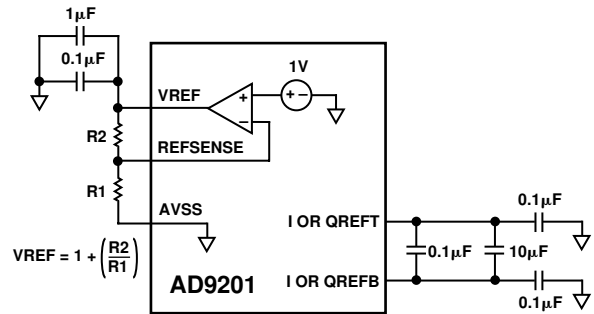 1µF
0.1µF
1V
VREF
+
+ −
−
R2
REFSENSE
R1
AVSS
I OR QREFT
0.1µF
VREF = 1 + (R2/R1)
0.1µF
10µF
AD9201
I OR QREFB
0.1µF